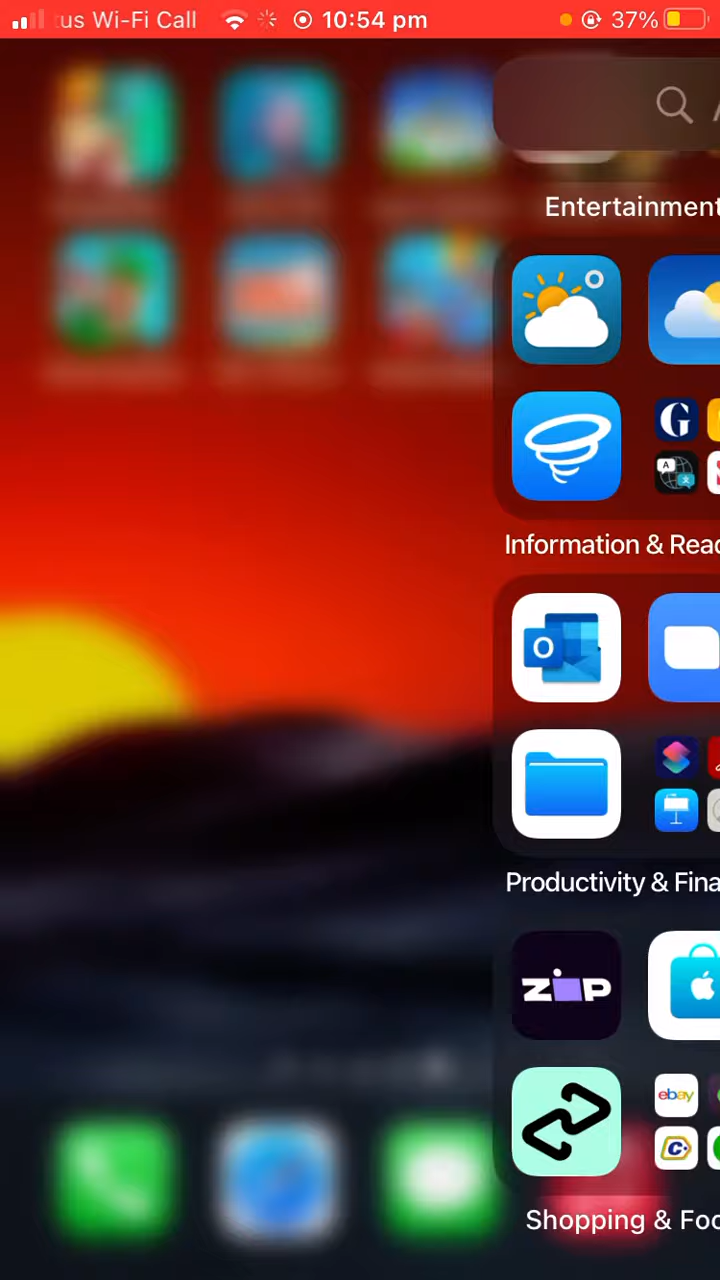 us Wi-Fi Call 10:54 pm 37%
Entertainment
G
A
Information & Read
O
Productivity & Fina
ZIP
ebay
C
Shopping & Foo